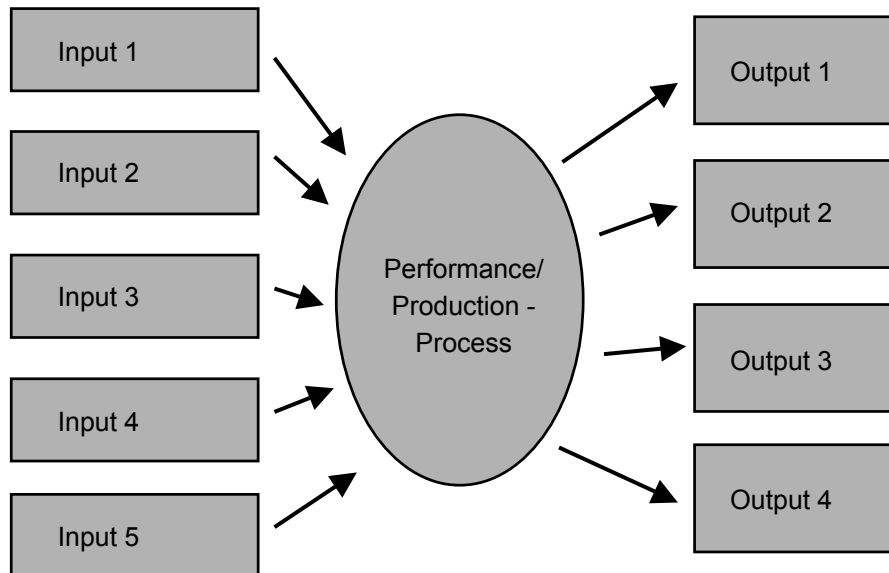 Input 1
Input 2
Input 3
Input 4
Input 5
Performance/
Production -
Process
Output 1
Output 2
Output 3
Output 4